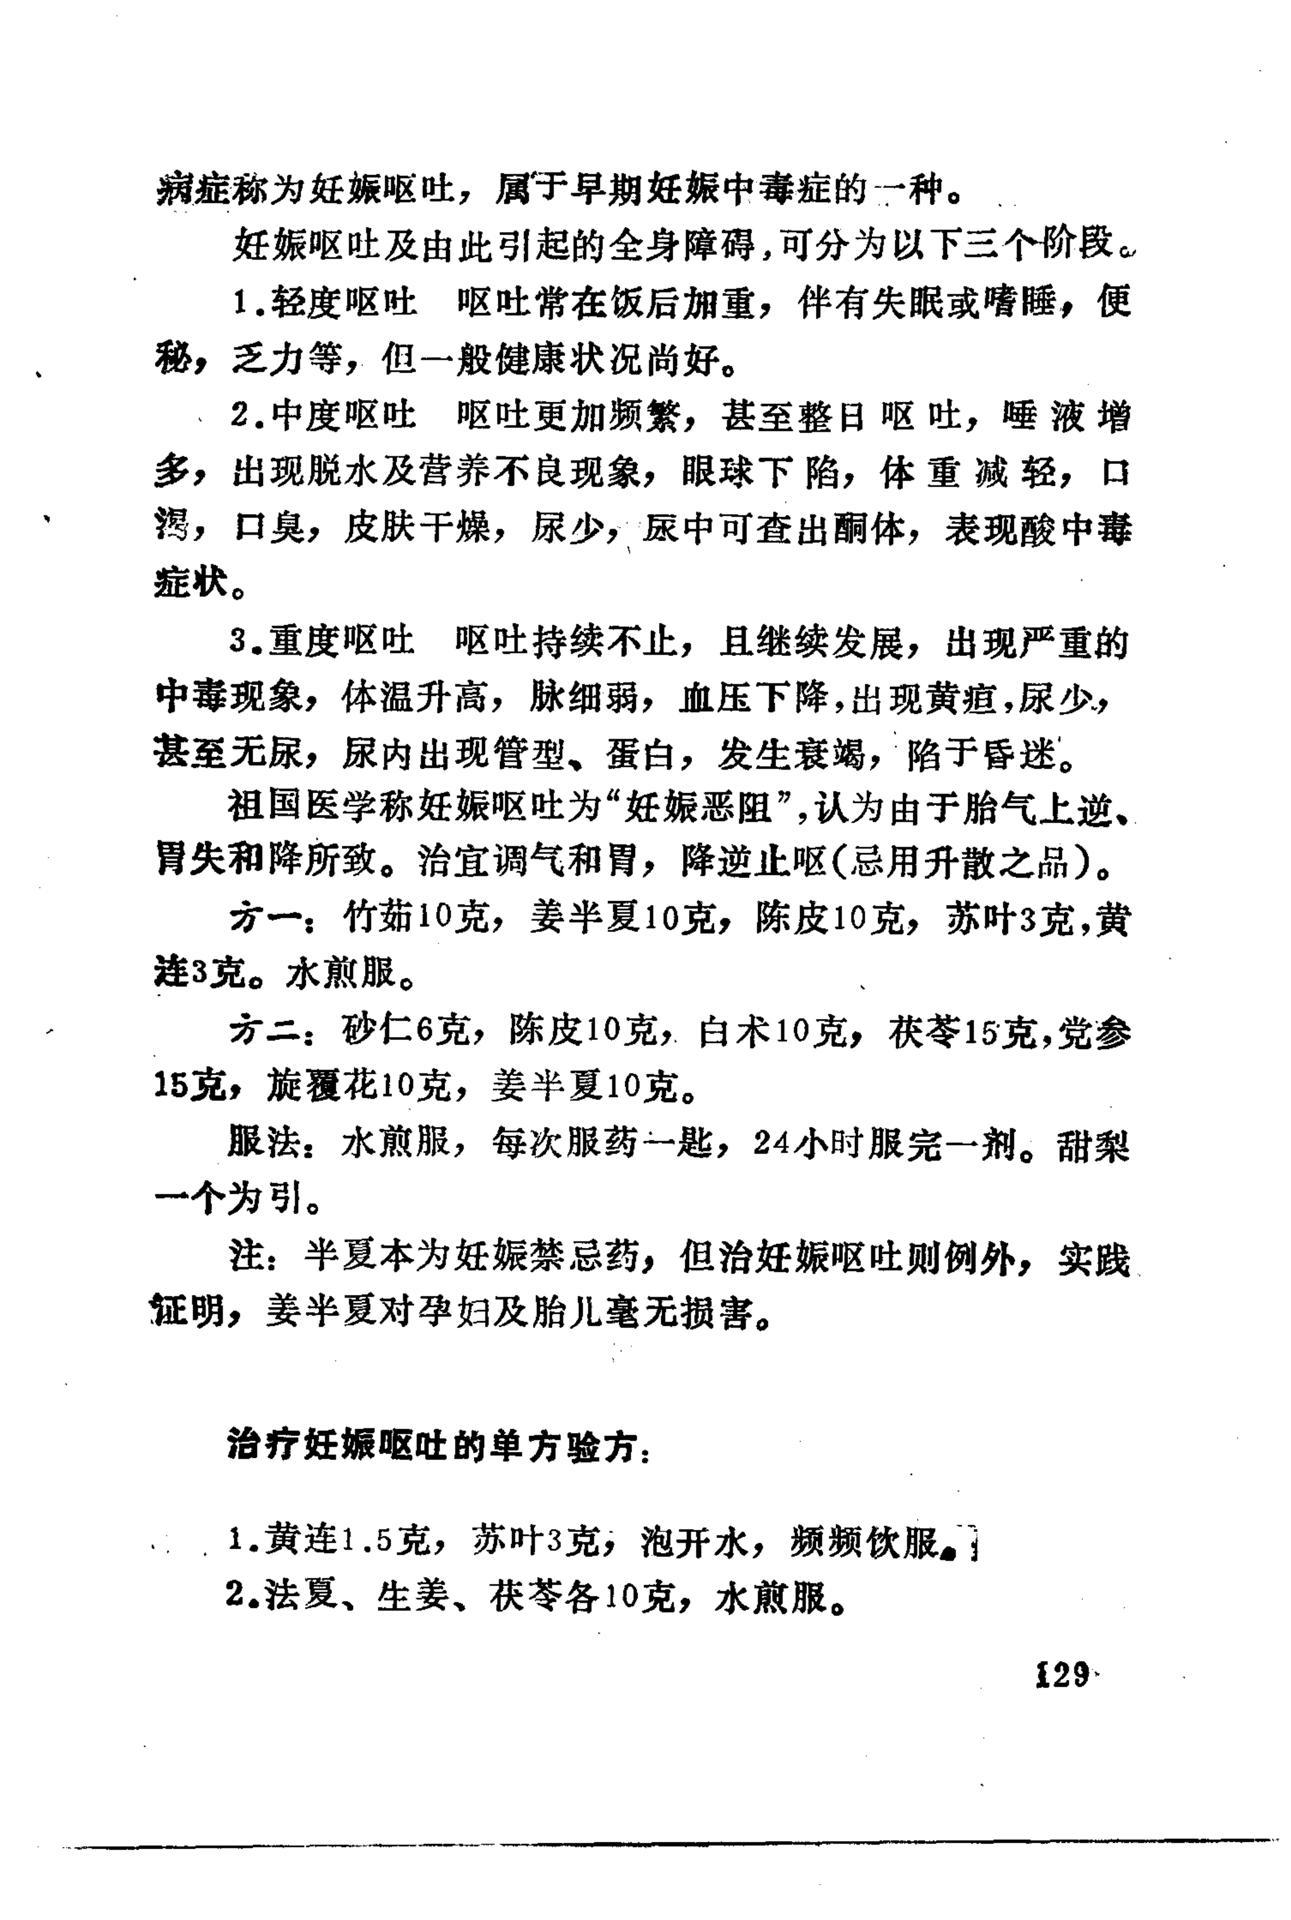 病症称为妊娠呕吐，属于早期妊娠中毒症的一种。
妊娠呕吐及由此引起的全身障碍，可分为以下三个阶段。
1.轻度呕吐　呕吐常在饭后加重，伴有失眠或嗜睡，便
秘，乏力等，但一般健康状况尚好。
2.中度呕吐　呕吐更加频繁，甚至整日呕吐，唾液增
多，出现脱水及营养不良现象，眼球下陷，体重减轻，口
渴，口臭，皮肤干燥，尿少，尿中可查出酮体，表现酸中毒
症状。
3.重度呕吐　呕吐持续不止，且继续发展，出现严重的
中毒现象，体温升高，脉细弱，血压下降，出现黄疸，尿少，
甚至无尿，尿内出现管型、蛋白，发生衰竭，陷于昏迷。
祖国医学称妊娠呕吐为“妊娠恶阻”，认为由于胎气上逆、
胃失和降所致。治宜调气和胃，降逆止呕（忌用升散之品）。
方一：竹茹10克，姜半夏10克，陈皮10克，苏叶3克，黄
连3克。水煎服。
方二：砂仁6克，陈皮10克，白术10克，茯苓15克，党参
15克，旋覆花10克，姜半夏10克。
服法：水煎服，每次服药一匙，24小时服完一剂。甜梨
一个为引。
注：半夏本为妊娠禁忌药，但治妊娠呕吐则例外，实践
证明，姜半夏对孕妇及胎儿毫无损害。
治疗妊娠呕吐的单方验方：
1.黄连1.5克，苏叶3克，泡开水，频频饮服。
2.法夏、生姜、茯苓各10克，水煎服。
129